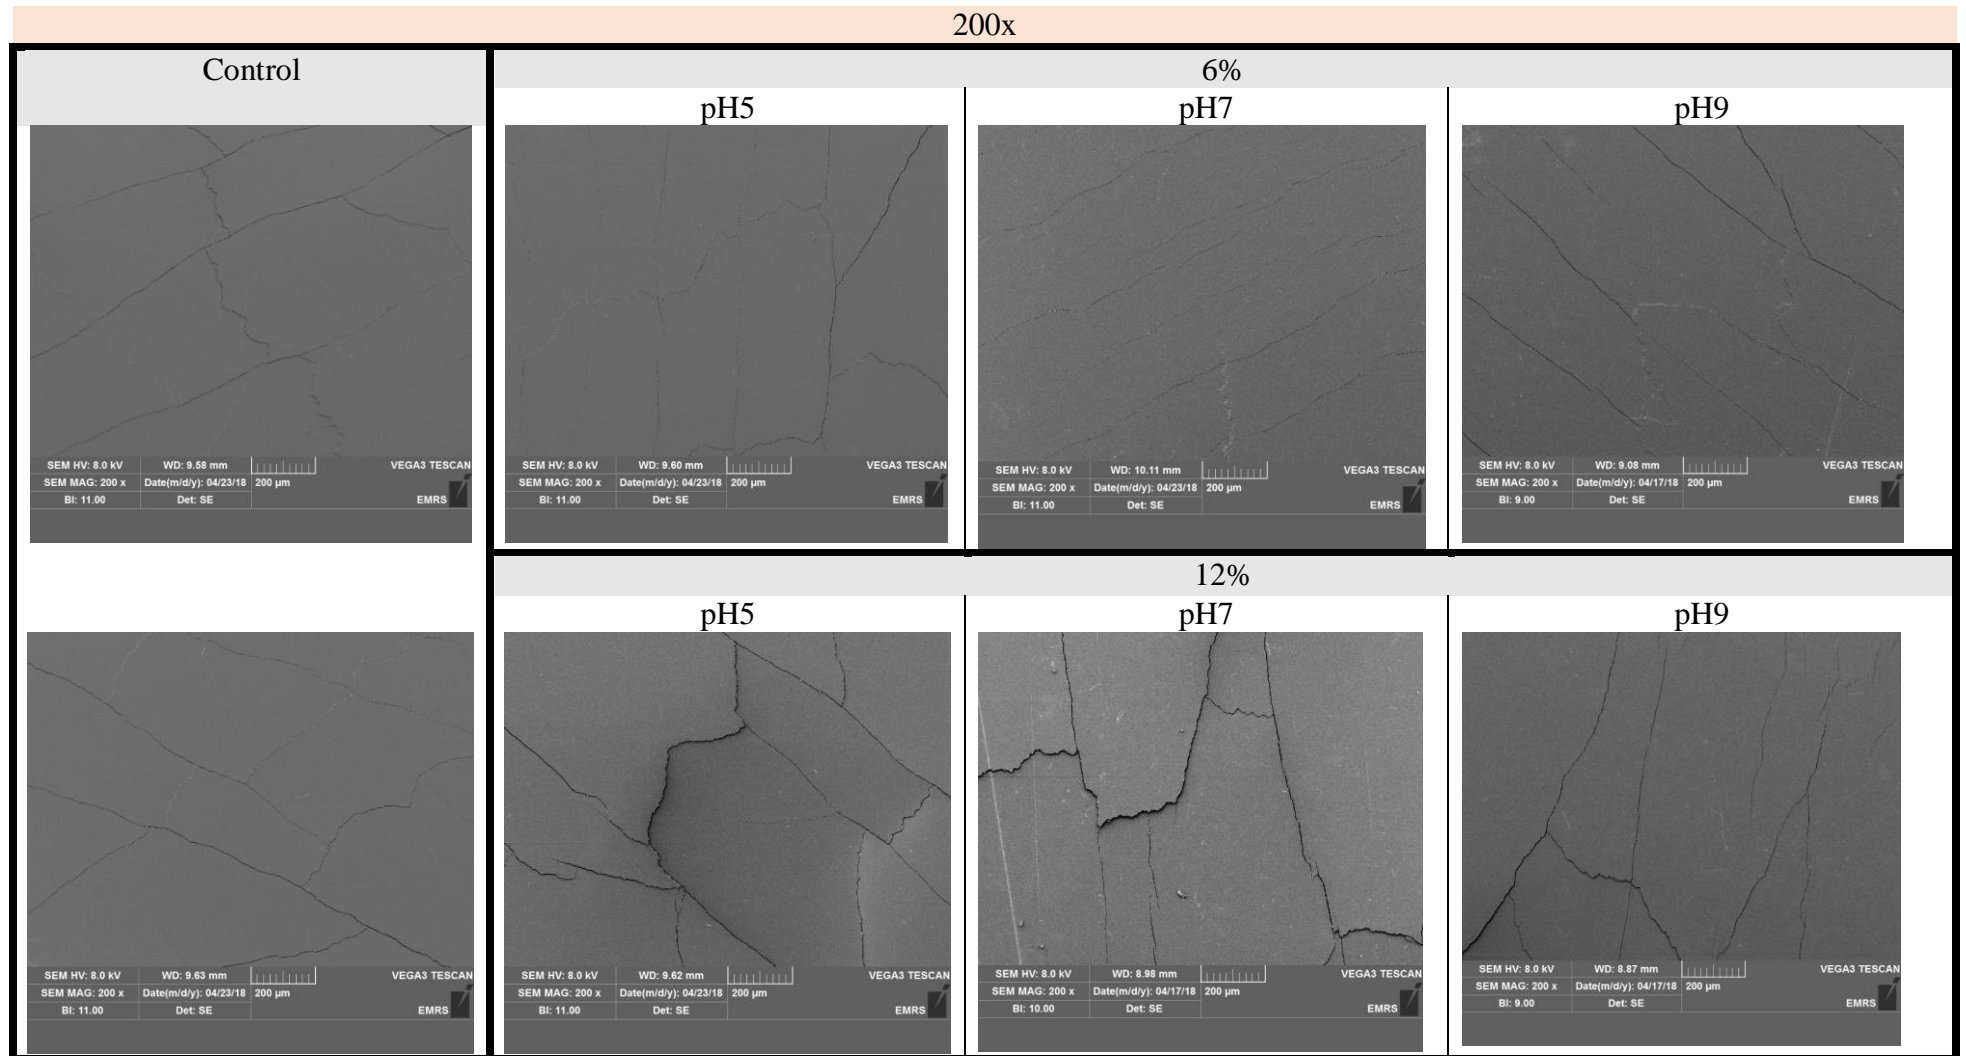 200x
Control
6%
pH5
pH7
pH9
SEM HV: 8.0 kV WD: 9.58 mm VEGA3 TESCAN
SEM MAG: 200 x Date(m/d/y): 04/23/18 200 µm
BI: 11.00 Det: SE EMRS
SEM HV: 8.0 kV WD: 9.60 mm VEGA3 TESCAN
SEM MAG: 200 x Date(m/d/y): 04/23/18 200 µm
BI: 11.00 Det: SE EMRS
SEM HV: 8.0 kV WD: 10.11 mm VEGA3 TESCAN
SEM MAG: 200 x Date(m/d/y): 04/23/18 200 µm
BI: 11.00 Det: SE EMRS
SEM HV: 8.0 kV WD: 9.08 mm VEGA3 TESCAN
SEM MAG: 200 x Date(m/d/y): 04/17/18 200 µm
BI: 9.00 Det: SE EMRS
12%
pH5
pH7
pH9
SEM HV: 8.0 kV WD: 9.63 mm VEGA3 TESCAN
SEM MAG: 200 x Date(m/d/y): 04/23/18 200 µm
BI: 11.00 Det: SE EMRS
SEM HV: 8.0 kV WD: 9.62 mm VEGA3 TESCAN
SEM MAG: 200 x Date(m/d/y): 04/23/18 200 µm
BI: 11.00 Det: SE EMRS
SEM HV: 8.0 kV WD: 8.98 mm VEGA3 TESCAN
SEM MAG: 200 x Date(m/d/y): 04/17/18 200 µm
BI: 10.00 Det: SE EMRS
SEM HV: 8.0 kV WD: 8.87 mm VEGA3 TESCAN
SEM MAG: 200 x Date(m/d/y): 04/17/18 200 µm
BI: 9.00 Det: SE EMRS